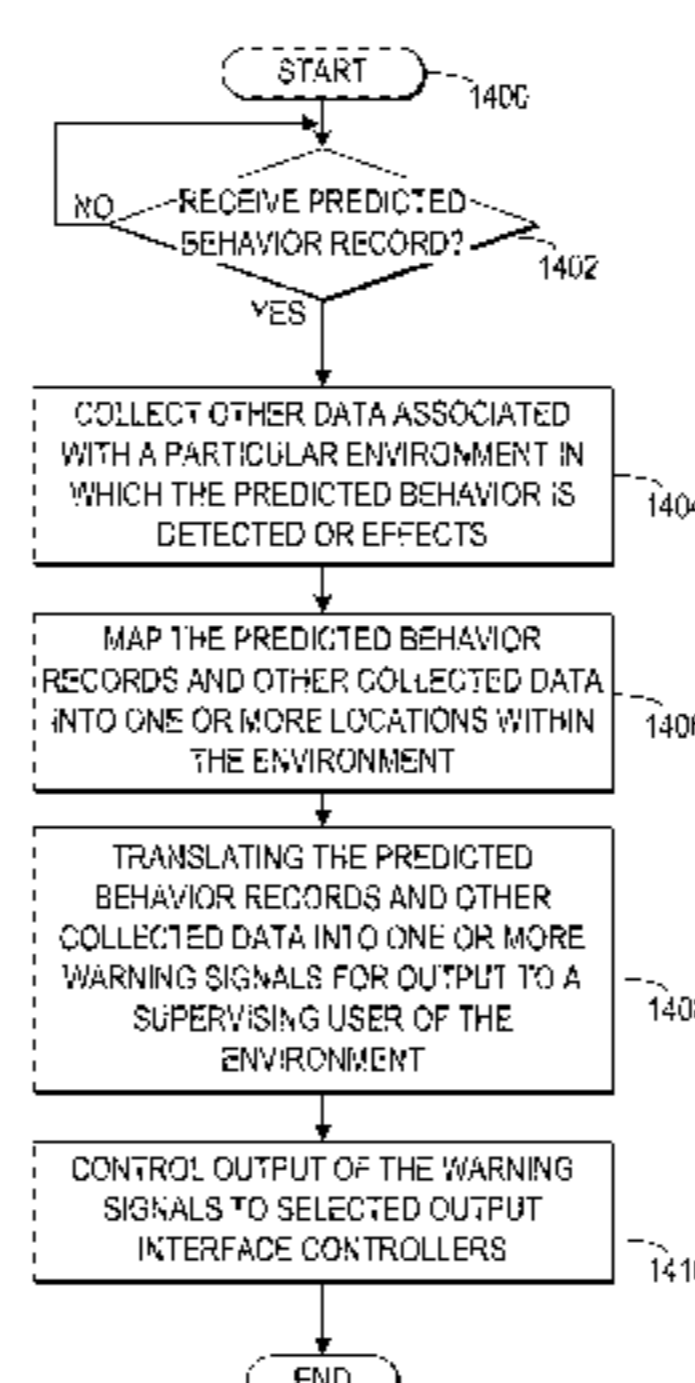 START
1400
NO
RECEIVE PREDICTED
BEHAVIOR RECORD?
1402
YES
COLLECT OTHER DATA ASSOCIATED
WITH A PARTICULAR ENVIRONMENT IN
WHICH THE PREDICTED BEHAVIOR IS
DETECTED OR EFFECTS
1404
MAP THE PREDICTED BEHAVIOR
RECORDS AND OTHER COLLECTED DATA
INTO ONE OR MORE LOCATIONS WITHIN
THE ENVIRONMENT
1406
TRANSLATING THE PREDICTED
BEHAVIOR RECORDS AND OTHER
COLLECTED DATA INTO ONE OR MORE
WARNING SIGNALS FOR OUTPUT TO A
SUPERVISING USER OF THE
ENVIRONMENT
1408
CONTROL OUTPUT OF THE WARNING
SIGNALS TO SELECTED OUTPUT
INTERFACE CONTROLLERS
1410
END